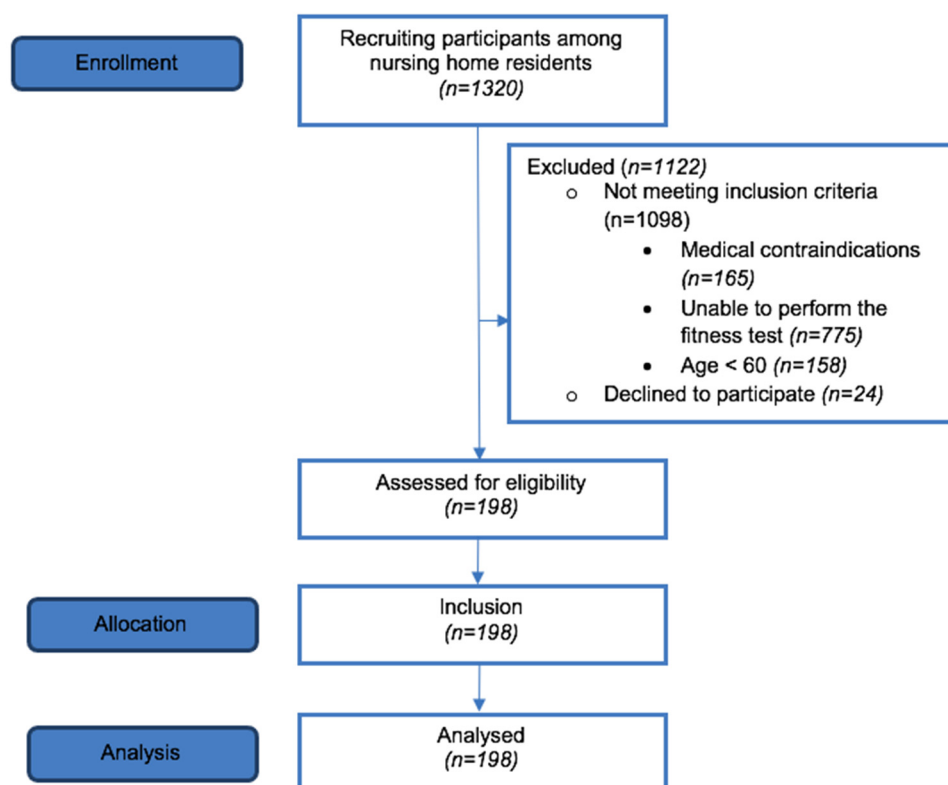 Enrollment
Recruiting participants among
nursing home residents
(n=1320)
Excluded (n=1122)
o Not meeting inclusion criteria
(n=1098)
• Medical contraindications
(n=165)
• Unable to perform the
fitness test (n=775)
• Age < 60 (n=158)
o Declined to participate (n=24)
Assessed for eligibility
(n=198)
Allocation
Inclusion
(n=198)
Analysis
Analysed
(n=198)